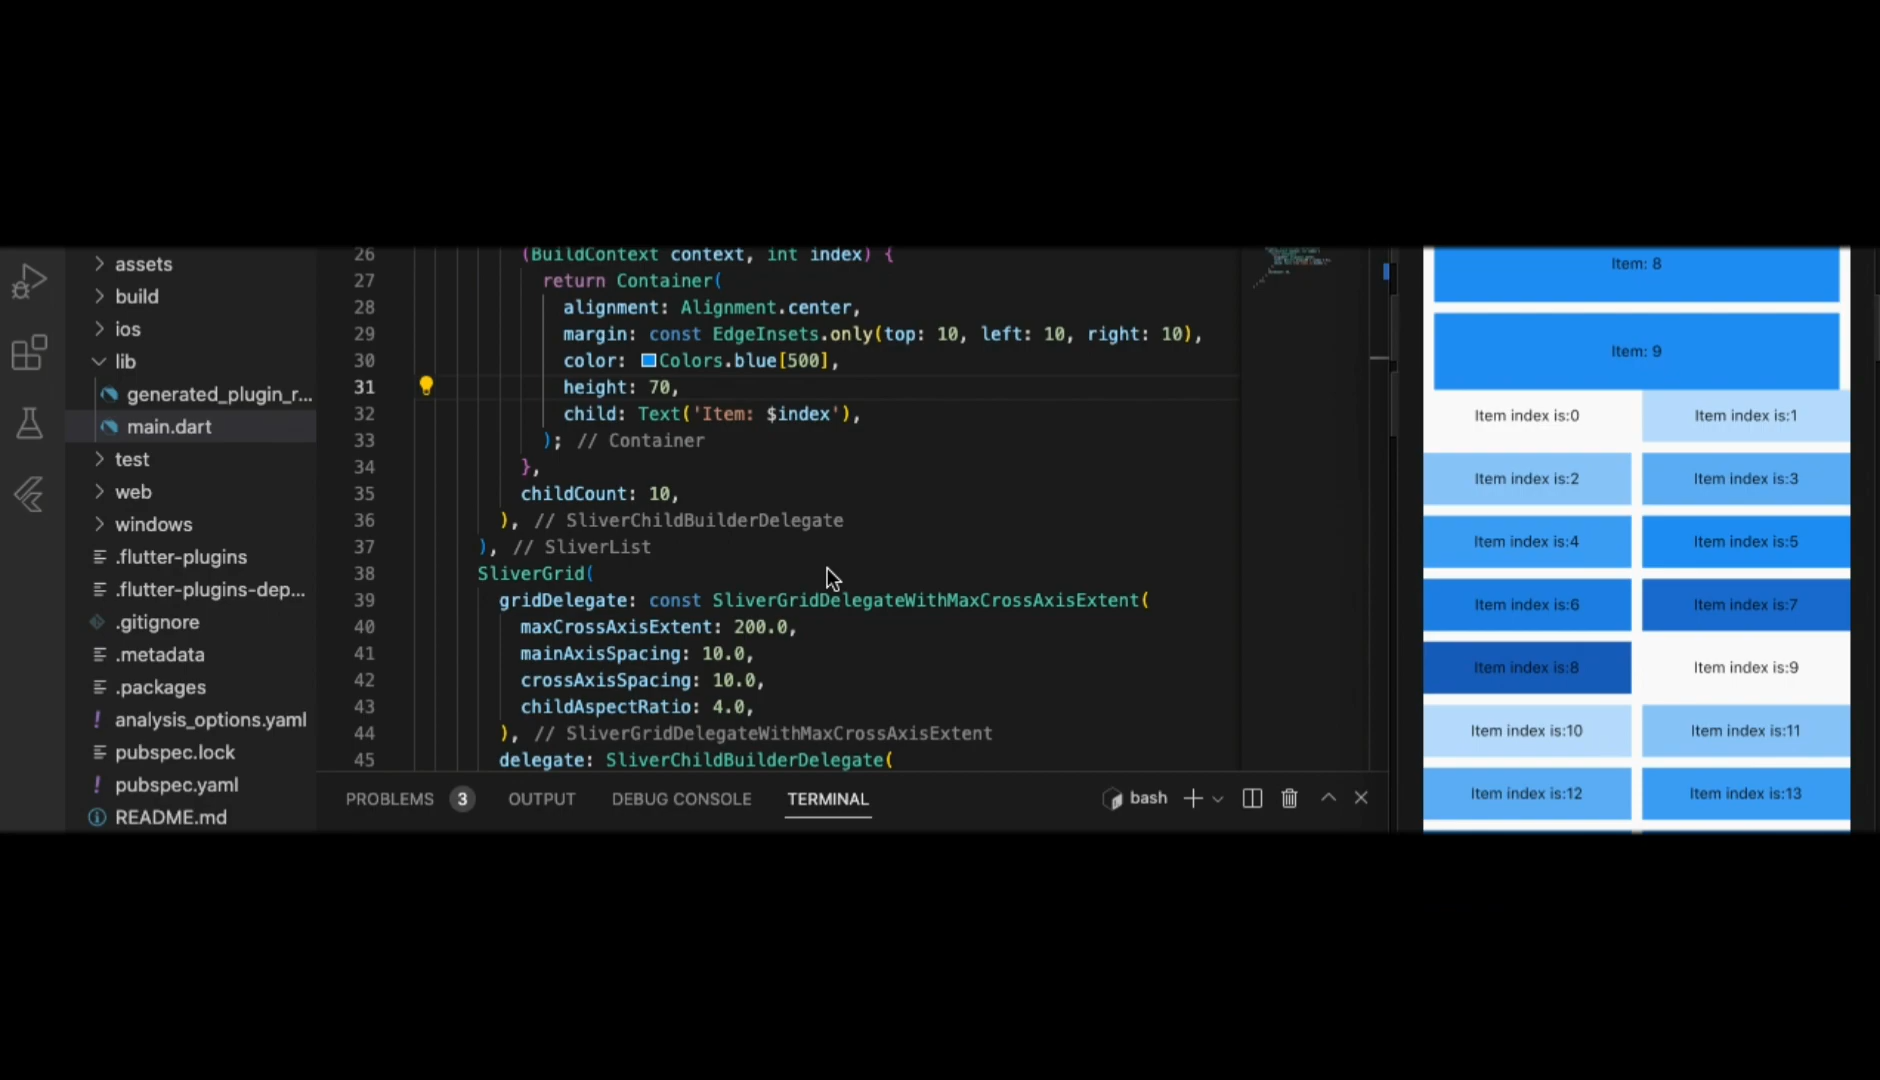 assets
build
ios
lib
generated_plugin_r...
main.dart
test
web
windows
.flutter-plugins
.flutter-plugins-dep...
.gitignore
.metadata
.packages
! analysis_options.yaml
pubspec.lock
! pubspec.yaml
README.md
26 (BuildContext context, int index) {
27 return Container(
28 alignment: Alignment.center,
29 margin: const EdgeInsets.only(top: 10, left: 10, right: 10),
30 color: Colors.blue[500],
31 height: 70,
32 child: Text('Item: $index'),
33 ); // Container
34 },
35 childCount: 10,
36 ), // SliverChildBuilderDelegate
37 ), // SliverList
38 SliverGrid(
39 gridDelegate: const SliverGridDelegateWithMaxCrossAxisExtent(
40 maxCrossAxisExtent: 200.0,
41 mainAxisSpacing: 10.0,
42 crossAxisSpacing: 10.0,
43 childAspectRatio: 4.0,
44 ), // SliverGridDelegateWithMaxCrossAxisExtent
45 delegate: SliverChildBuilderDelegate(
PROBLEMS 3 OUTPUT DEBUG CONSOLE TERMINAL bash
Item: 8
Item: 9
Item index is:0 Item index is:1
Item index is:2 Item index is:3
Item index is:4 Item index is:5
Item index is:6 Item index is:7
Item index is:8 Item index is:9
Item index is:10 Item index is:11
Item index is:12 Item index is:13